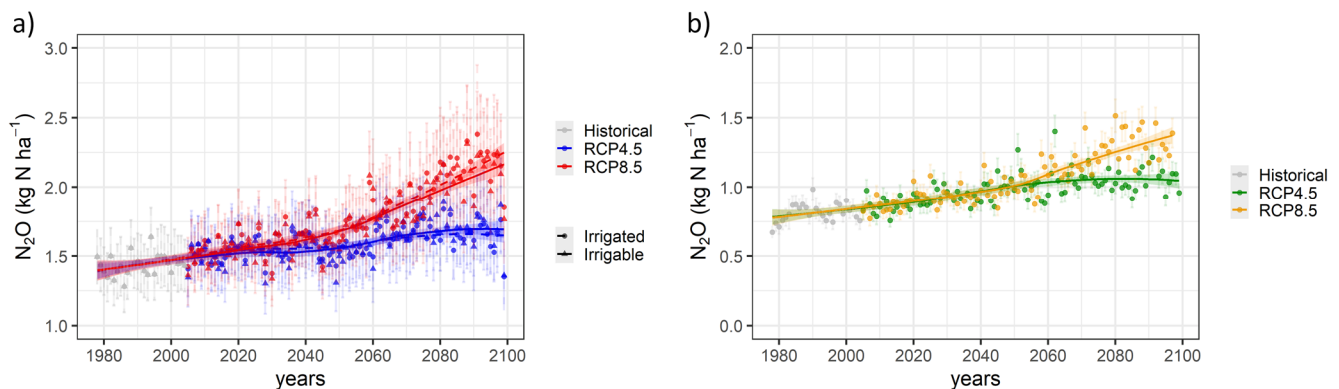 a)
3.0
2.5
2.0
1.5
1.0
N₂O (kg N ha⁻¹)
1980 2000 2020 2040 2060 2080 2100
years
Historical
RCP4.5
RCP8.5
Irrigated
Irrigable
b)
2.0
1.5
1.0
0.5
0.0
N₂O (kg N ha⁻¹)
1980 2000 2020 2040 2060 2080 2100
years
Historical
RCP4.5
RCP8.5